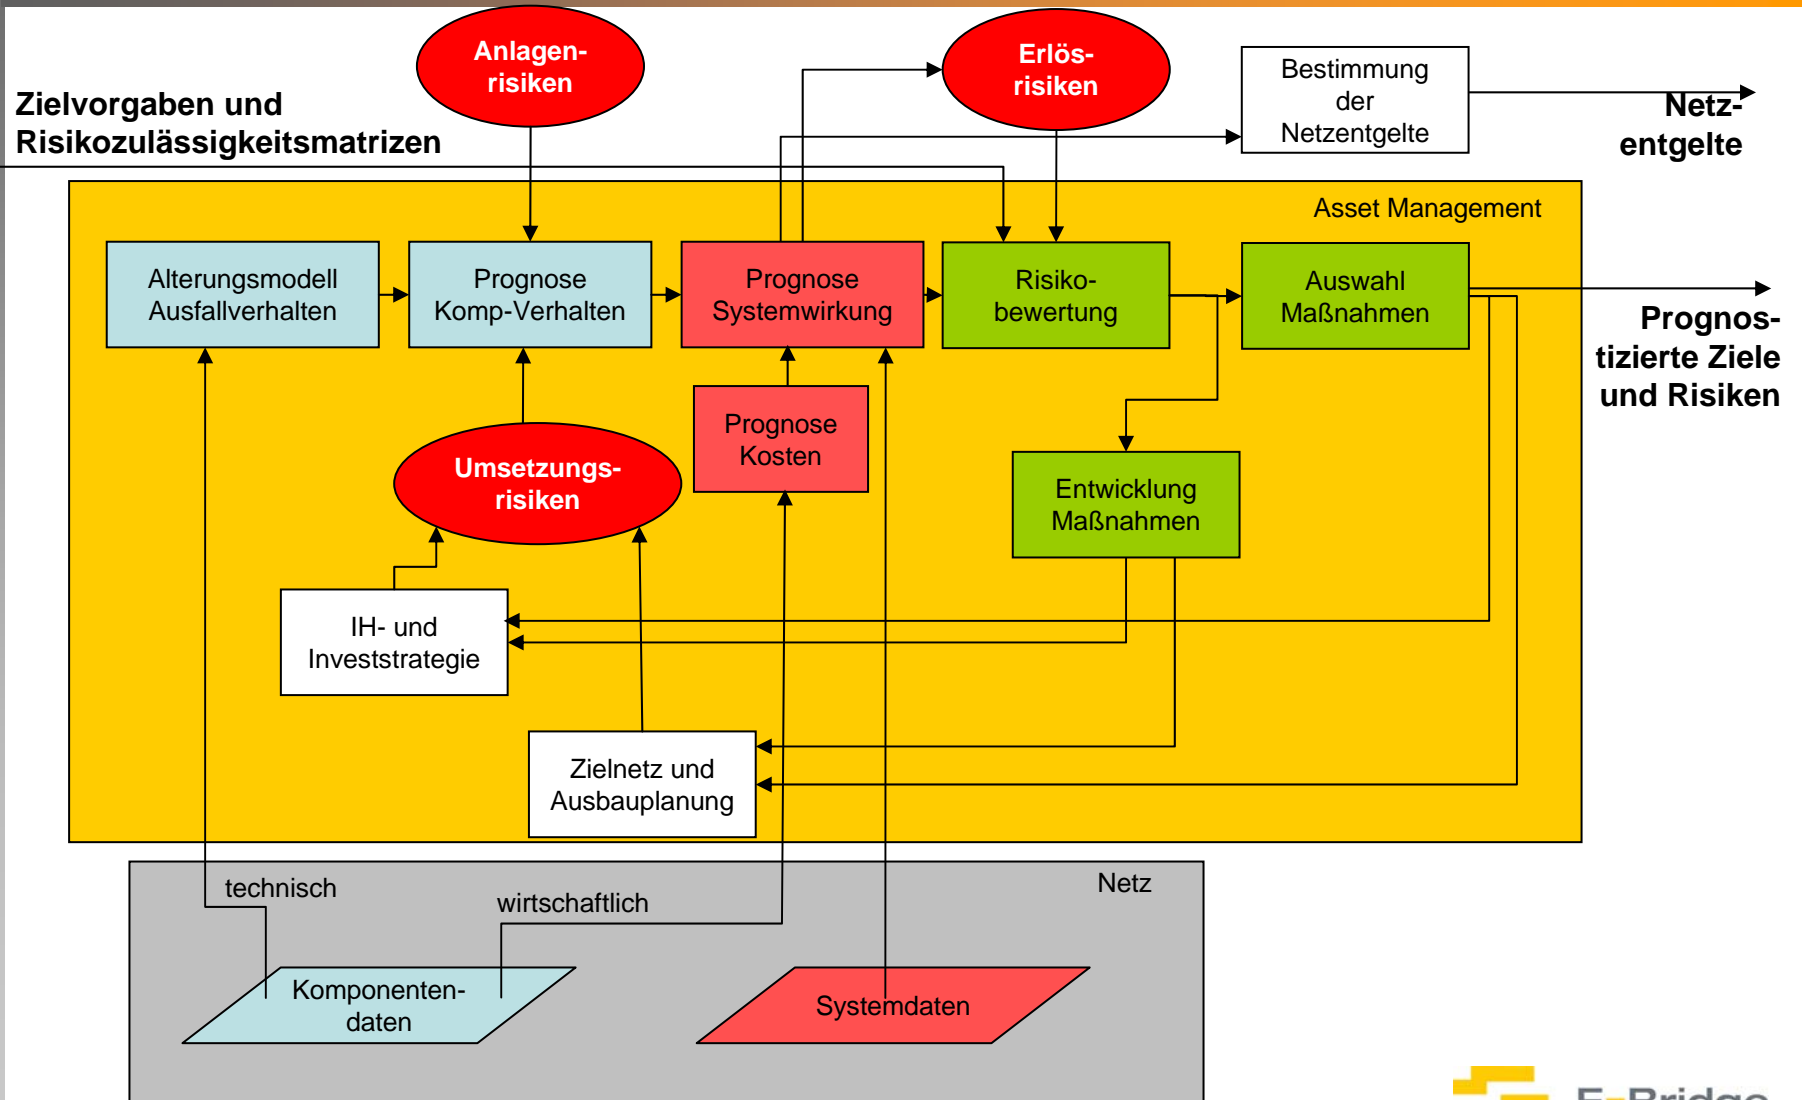 Anlagen-
risiken
Erlös-
risiken
Bestimmung
der
Netzentgelte
Zielvorgaben und
Risikozulässigkeitsmatrizen
Netz-
entgelte
Asset Management
Alterungsmodell
Ausfallverhalten
Prognose
Komp-Verhalten
Prognose
Systemwirkung
Risiko-
bewertung
Auswahl
Maßnahmen
Prognos-
tizierte Ziele
und Risiken
Prognose
Kosten
Umsetzungs-
risiken
Entwicklung
Maßnahmen
IH- und
Investstrategie
Zielnetz und
Ausbauplanung
technisch
wirtschaftlich
Netz
Komponenten-
daten
Systemdaten
E-Bridge